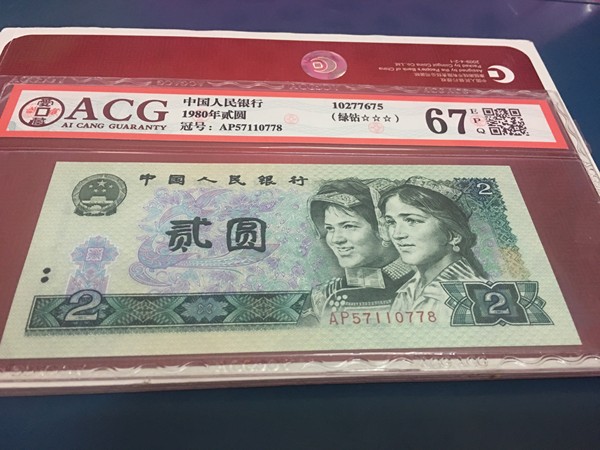 ACG
AI CANG GUARANTY
中国人民银行
1980年贰圆
冠号：AP57110778
10277675
（绿钻☆☆☆）
67
EPQ
中国人民银行
贰圆
2
2
2
AP57110778